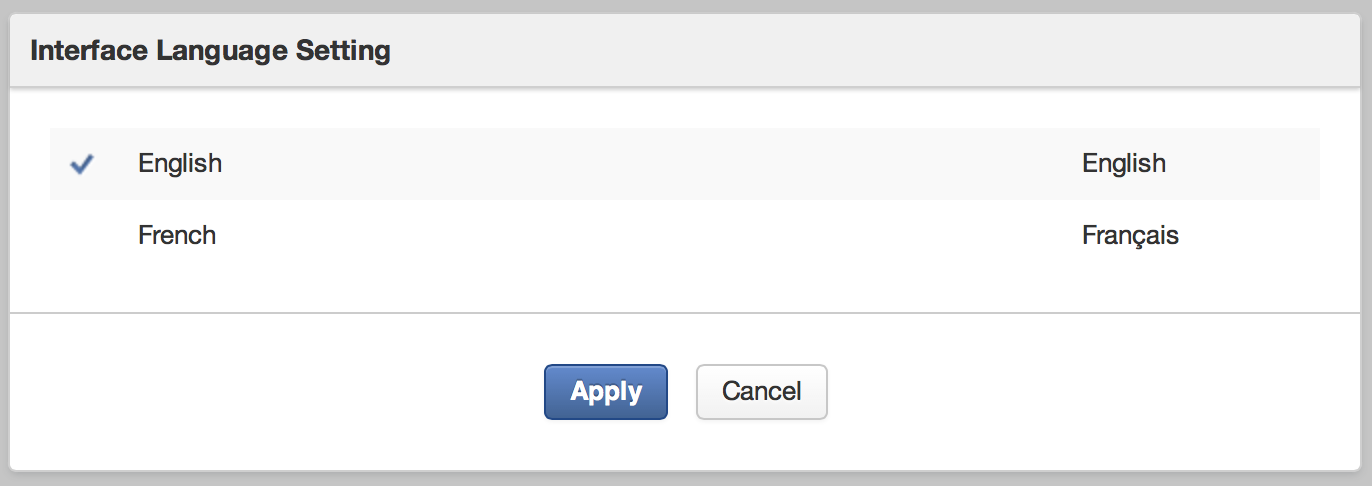 Interface Language Setting
English English
French Français
Apply Cancel